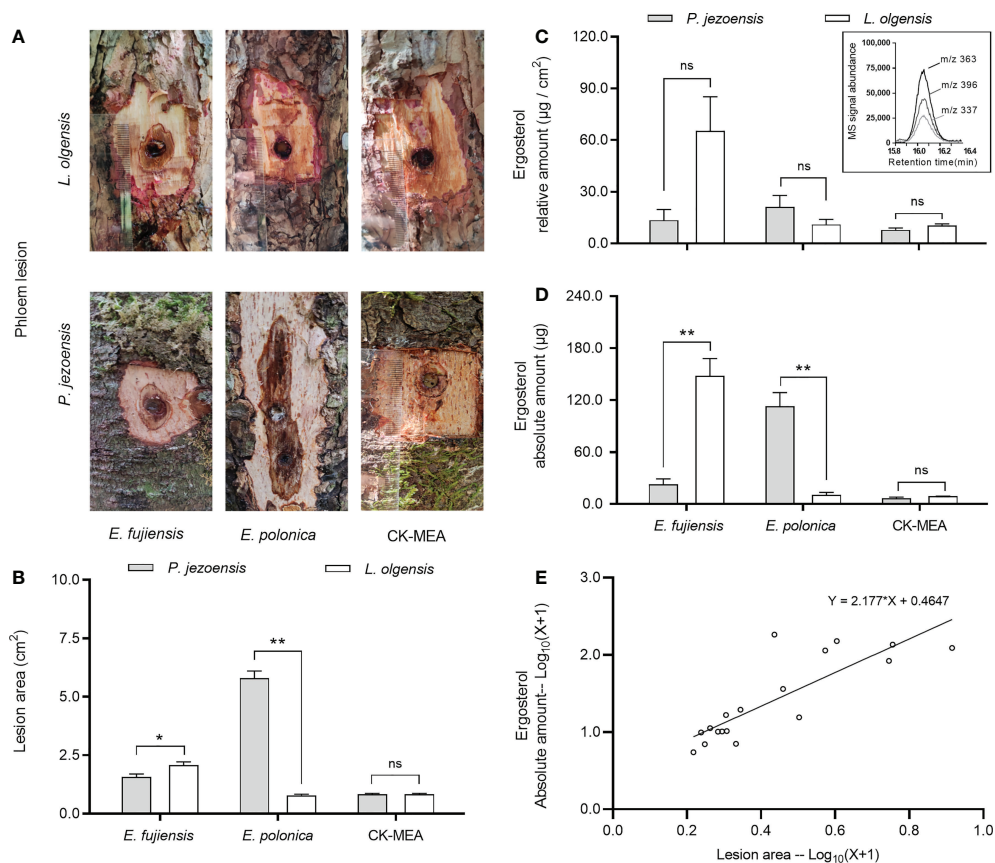 A
L. olgensis
Phloem lesion
P. jezoensis
E. fujiensis E. polonica CK-MEA
B
P. jezoensis L. olgensis
10.0
7.5
5.0
2.5
0.0
Lesion area (cm²)
*
**
ns
E. fujiensis E. polonica CK-MEA
C
P. jezoensis L. olgensis
Ergosterol
relative amount (µg / cm²)
120.0
90.0
60.0
30.0
0.0
ns
ns
ns
MS signal abundance
100,000
75,000
50,000
25,000
0
m/z 363
m/z 396
m/z 337
15.8 16.0 16.2 16.4
Retention time(min)
D
Ergosterol
absolute amount (µg)
240.0
180.0
120.0
60.0
0.0
**
**
ns
E. fujiensis E. polonica CK-MEA
E
Ergosterol
Absolute amount-- Log₁₀(X+1)
3.0
2.0
1.0
0.0
Y = 2.177*X + 0.4647
0.0 0.2 0.4 0.6 0.8 1.0
Lesion area -- Log₁₀(X+1)